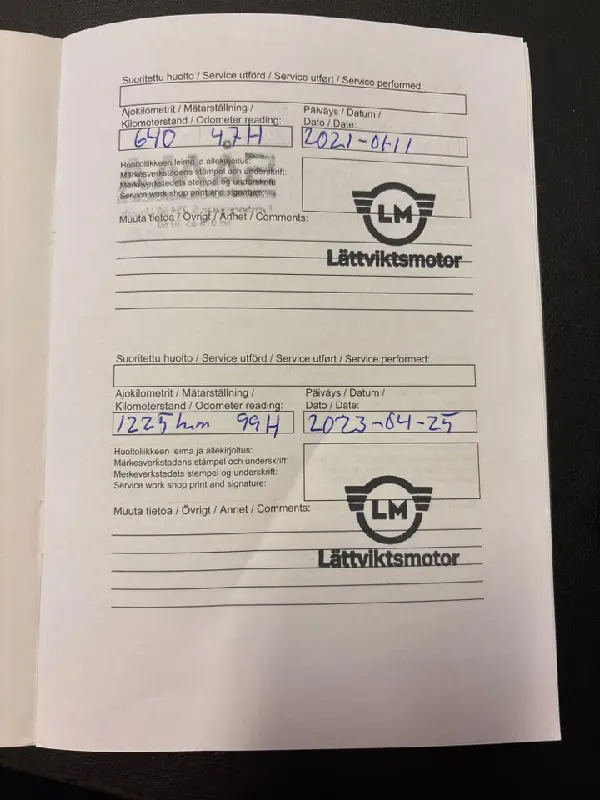 Suoritettu huolto / Service utförd / Service utført / Service performed:
Ajokilometrit / Mätarställning / Päiväys / Datum /
Kilometerstand / Odometer reading: Dato / Date:
640 4,7H 2021-01-11
Huoltoliikkeen leima ja allekirjoitus:
Märkesverkstadens stämpel och underskrift:
Merkeverkstedets stempel og underskrift:
Service work shop print and signature:
LM
Muuta tietoa / Övrigt / Annet / Comments:
Lättviktsmotor
Suoritettu huolto / Service utförd / Service utført / Service performed:
Ajokilometrit / Mätarställning / Päiväys / Datum /
Kilometerstand / Odometer reading: Dato / Date:
1225 km 99H 2023-04-25
Huoltoliikkeen leima ja allekirjoitus:
Märkesverkstadens stämpel och underskrift:
Merkeverkstedets stempel og underskrift:
Service work shop print and signature:
LM
Muuta tietoa / Övrigt / Annet / Comments:
Lättviktsmotor